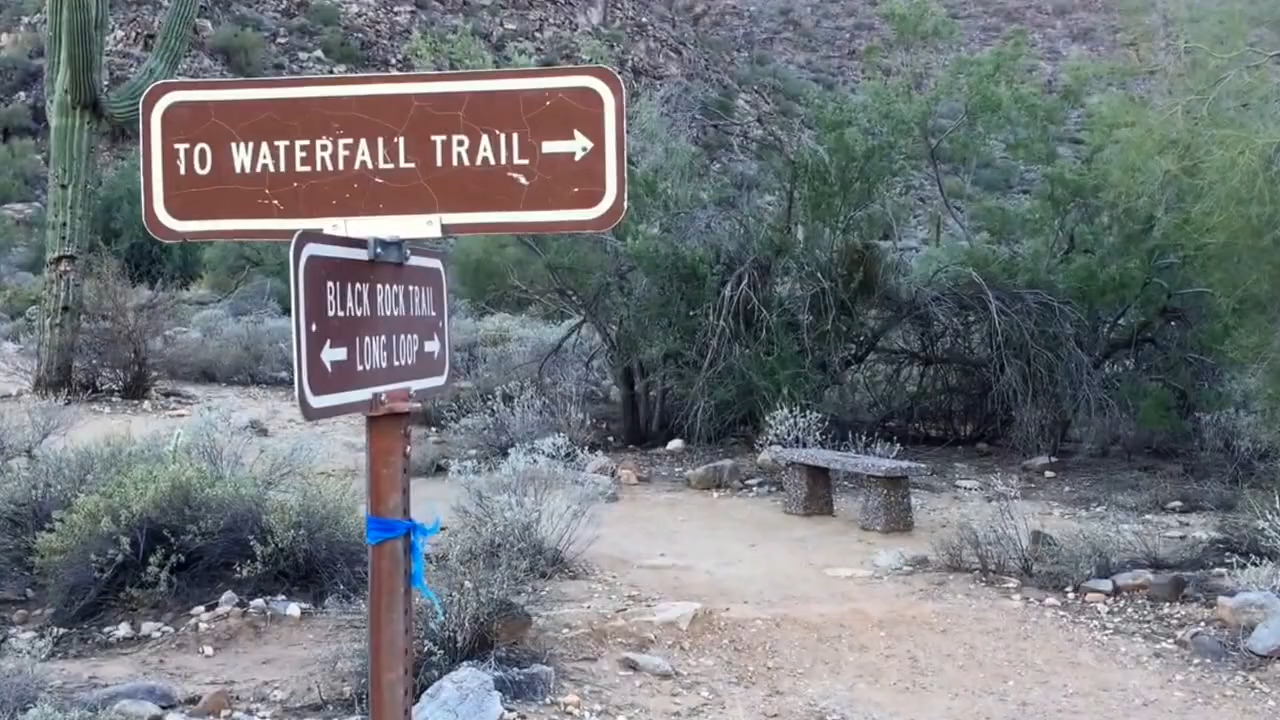 TO WATERFALL TRAIL →
BLACK ROCK TRAIL
← LONG LOOP →